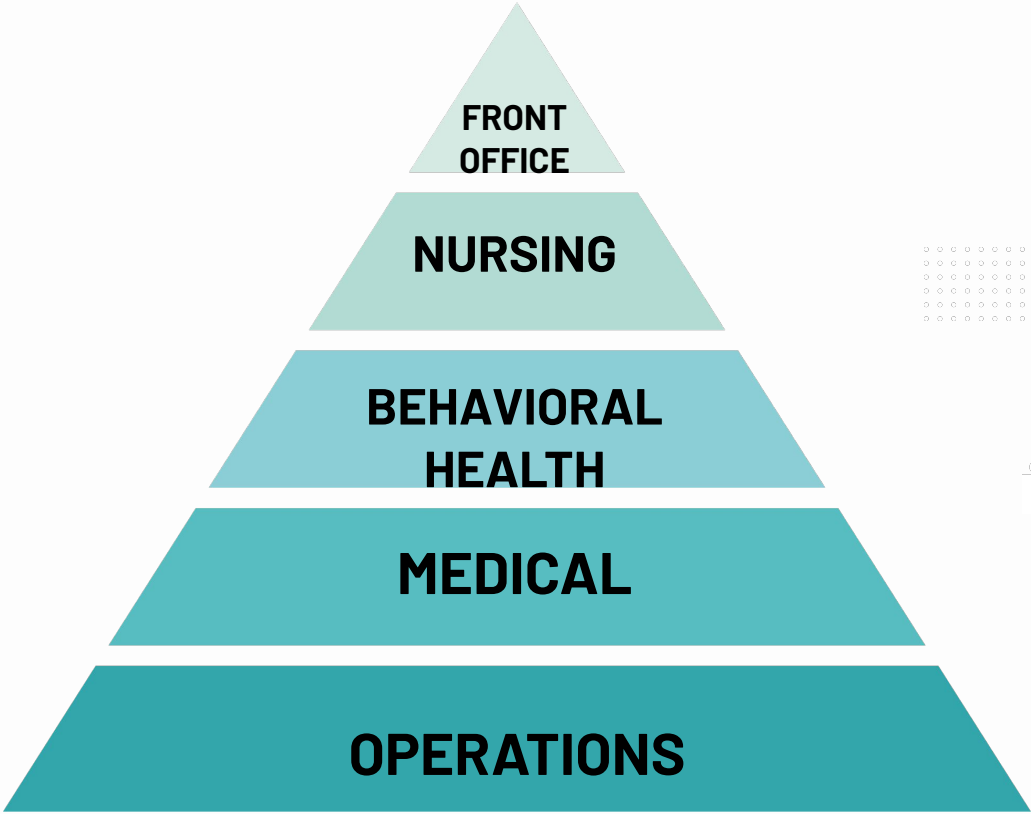 FRONT
OFFICE
NURSING
BEHAVIORAL
HEALTH
MEDICAL
OPERATIONS